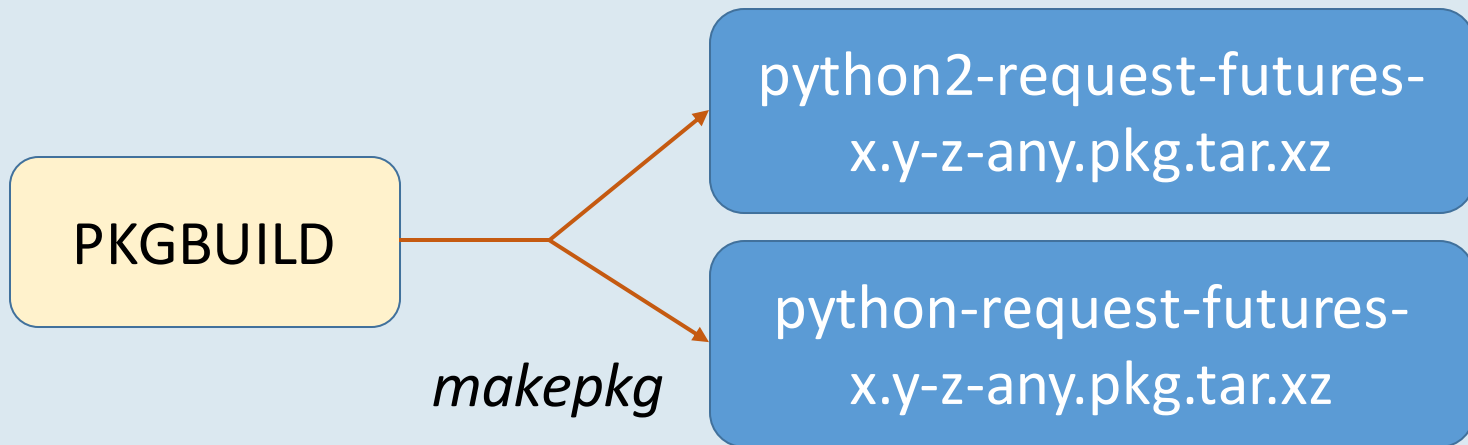 PKGBUILD
makepkg
python2-request-futures-
x.y-z-any.pkg.tar.xz
python-request-futures-
x.y-z-any.pkg.tar.xz